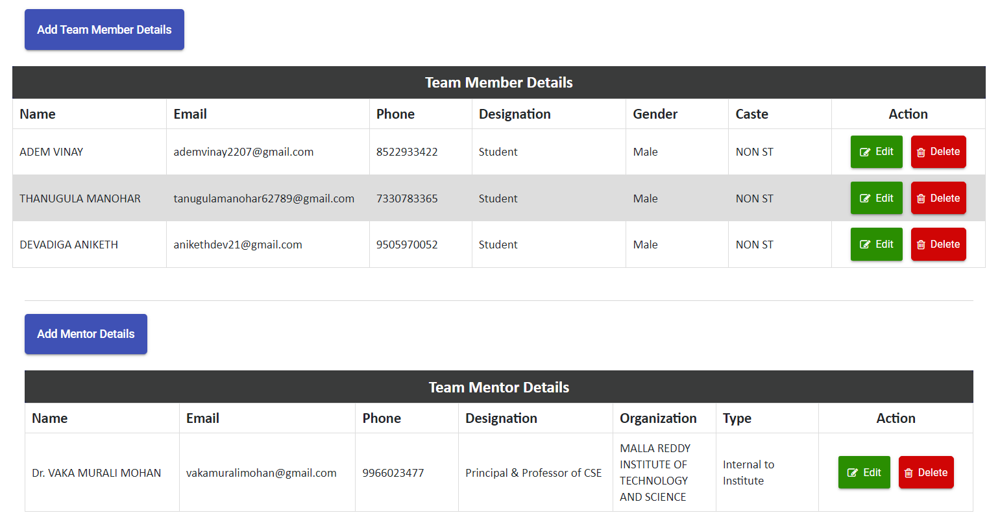 Add Team Member Details
Team Member Details
Name Email Phone Designation Gender Caste Action
ADEM VINAY ademvinay2207@gmail.com 8522933422 Student Male NON ST Edit Delete
THANUGULA MANOHAR tanugulamanohar62789@gmail.com 7330783365 Student Male NON ST Edit Delete
DEVADIGA ANIKETH anikethdev21@gmail.com 9505970052 Student Male NON ST Edit Delete
Add Mentor Details
Team Mentor Details
Name Email Phone Designation Organization Type Action
Dr. VAKA MURALI MOHAN vakamuralimohan@gmail.com 9966023477 Principal & Professor of CSE
MALLA REDDY
INSTITUTE OF
TECHNOLOGY
AND SCIENCE
Internal to
Institute
Edit Delete